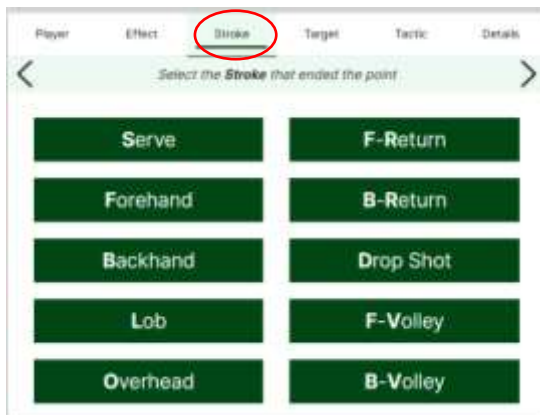 Player Effect Stroke Target Tactic Details
Select the Stroke that ended the point
Serve F-Return
Forehand B-Return
Backhand Drop Shot
Lob F-Volley
Overhead B-Volley